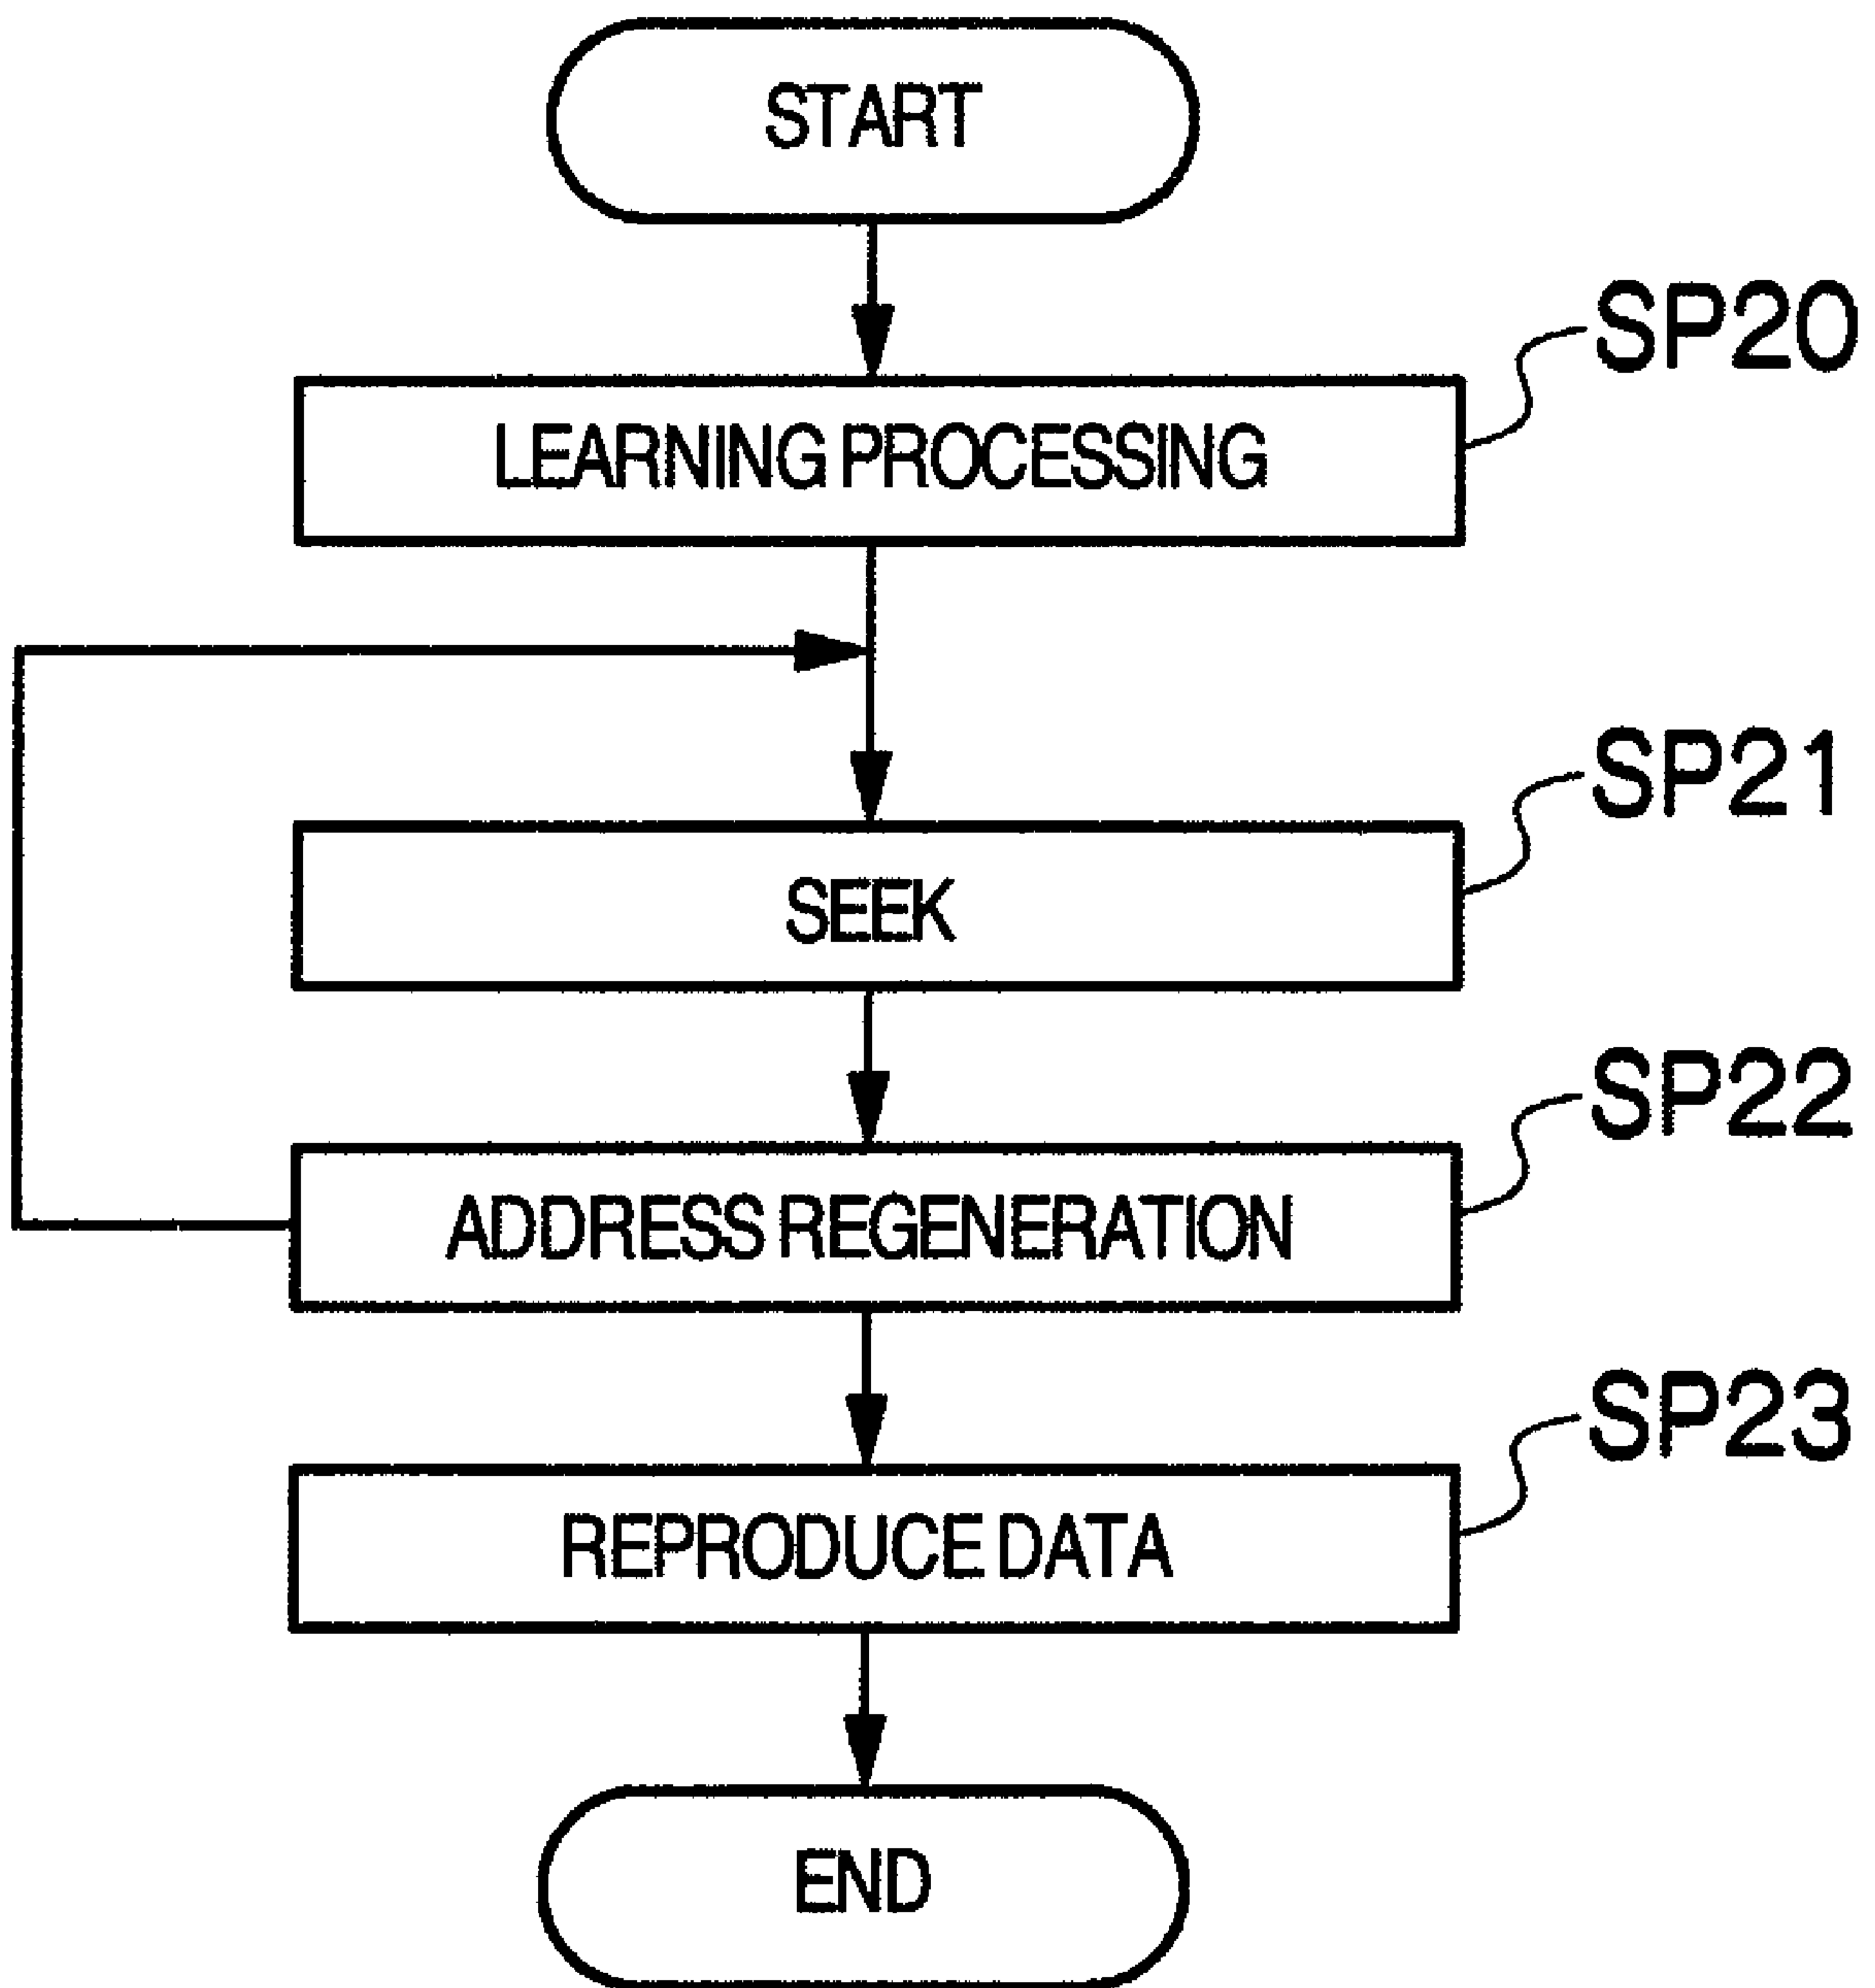 START
SP20
LEARNING PROCESSING
SP21
SEEK
SP22
ADDRESS REGENERATION
SP23
REPRODUCE DATA
END